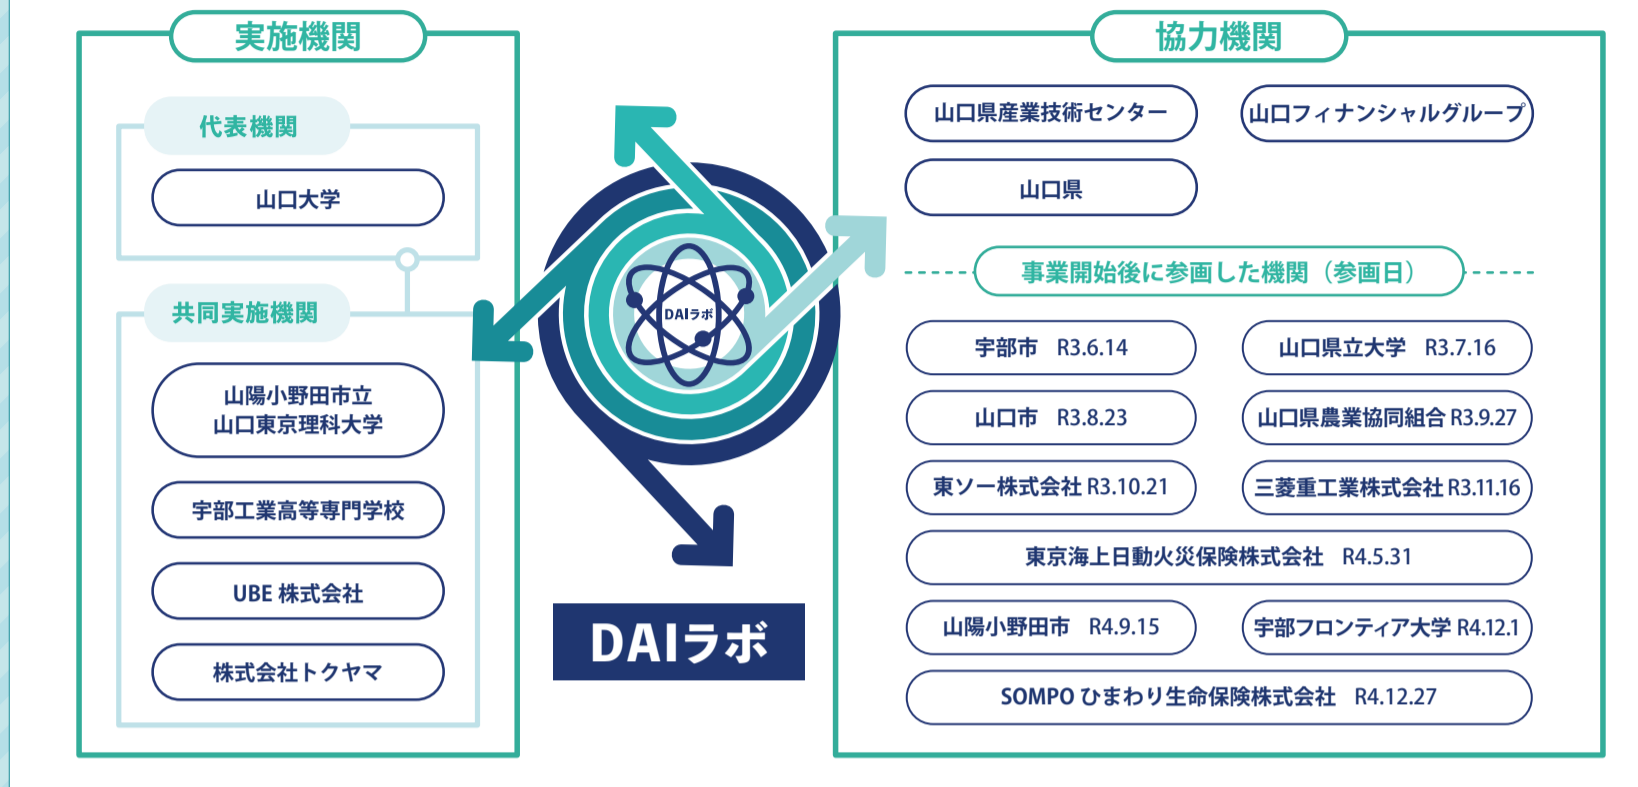 実施機関
代表機関
山口大学
共同実施機関
山陽小野田市立
山口東京理科大学
宇部工業高等専門学校
UBE 株式会社
株式会社トクヤマ
DAIラボ
DAIラボ
協力機関
山口県産業技術センター
山口フィナンシャルグループ
山口県
事業開始後に参画した機関（参画日）
宇部市 R3.6.14
山口県立大学 R3.7.16
山口市 R3.8.23
山口県農業協同組合 R3.9.27
東ソー株式会社 R3.10.21
三菱重工業株式会社 R3.11.16
東京海上日動火災保険株式会社 R4.5.31
山陽小野田市 R4.9.15
宇部フロンティア大学 R4.12.1
SOMPO ひまわり生命保険株式会社 R4.12.27